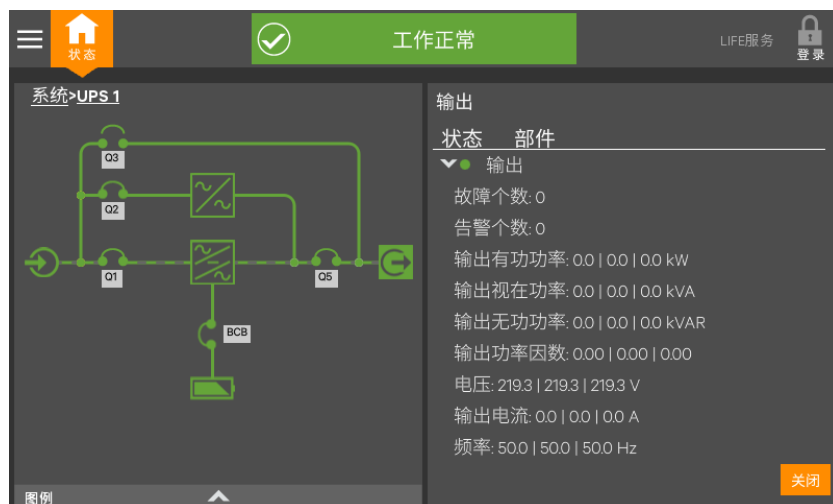 状态
工作正常
LIFE服务
登录
系统>UPS 1
Q3
Q2
Q1
Q5
BCB
图例
输出
状态 部件
输出
故障个数: 0
告警个数: 0
输出有功功率: 0.0 | 0.0 | 0.0 kW
输出视在功率: 0.0 | 0.0 | 0.0 kVA
输出无功功率: 0.0 | 0.0 | 0.0 kVAR
输出功率因数: 0.00 | 0.00 | 0.00
电压: 219.3 | 219.3 | 219.3 V
输出电流: 0.0 | 0.0 | 0.0 A
频率: 50.0 | 50.0 | 50.0 Hz
关闭